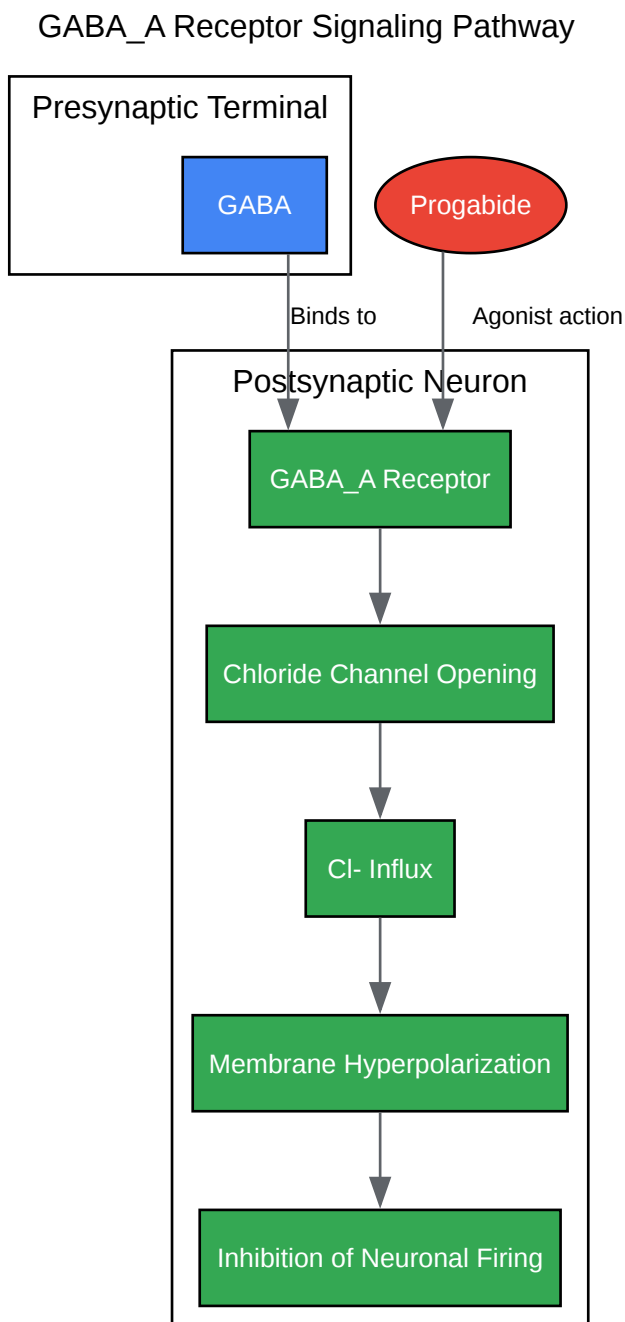 GABA_A Receptor Signaling Pathway
Presynaptic Terminal
GABA
Progabide
Binds to
Agonist action
Postsynaptic Neuron
GABA_A Receptor
Chloride Channel Opening
Cl- Influx
Membrane Hyperpolarization
Inhibition of Neuronal Firing